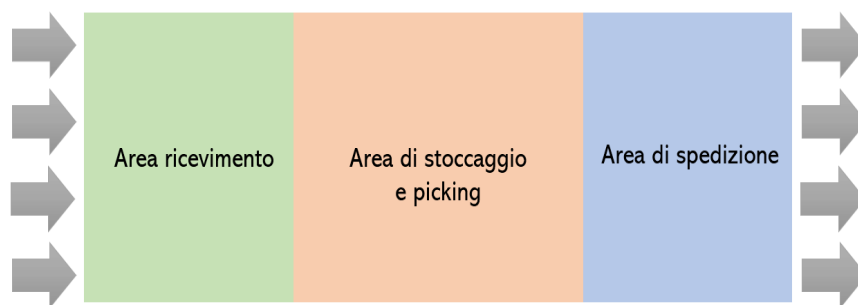 Area ricevimento
Area di stoccaggio
e picking
Area di spedizione